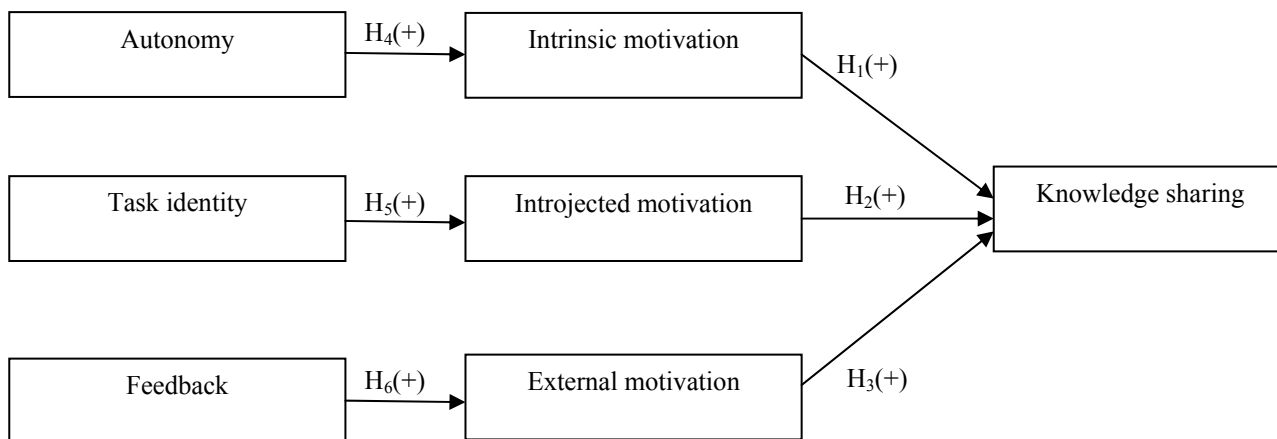 Autonomy
H₄(+)
Intrinsic motivation
H₁(+)
Task identity
H₅(+)
Introjected motivation
H₂(+)
Knowledge sharing
Feedback
H₆(+)
External motivation
H₃(+)